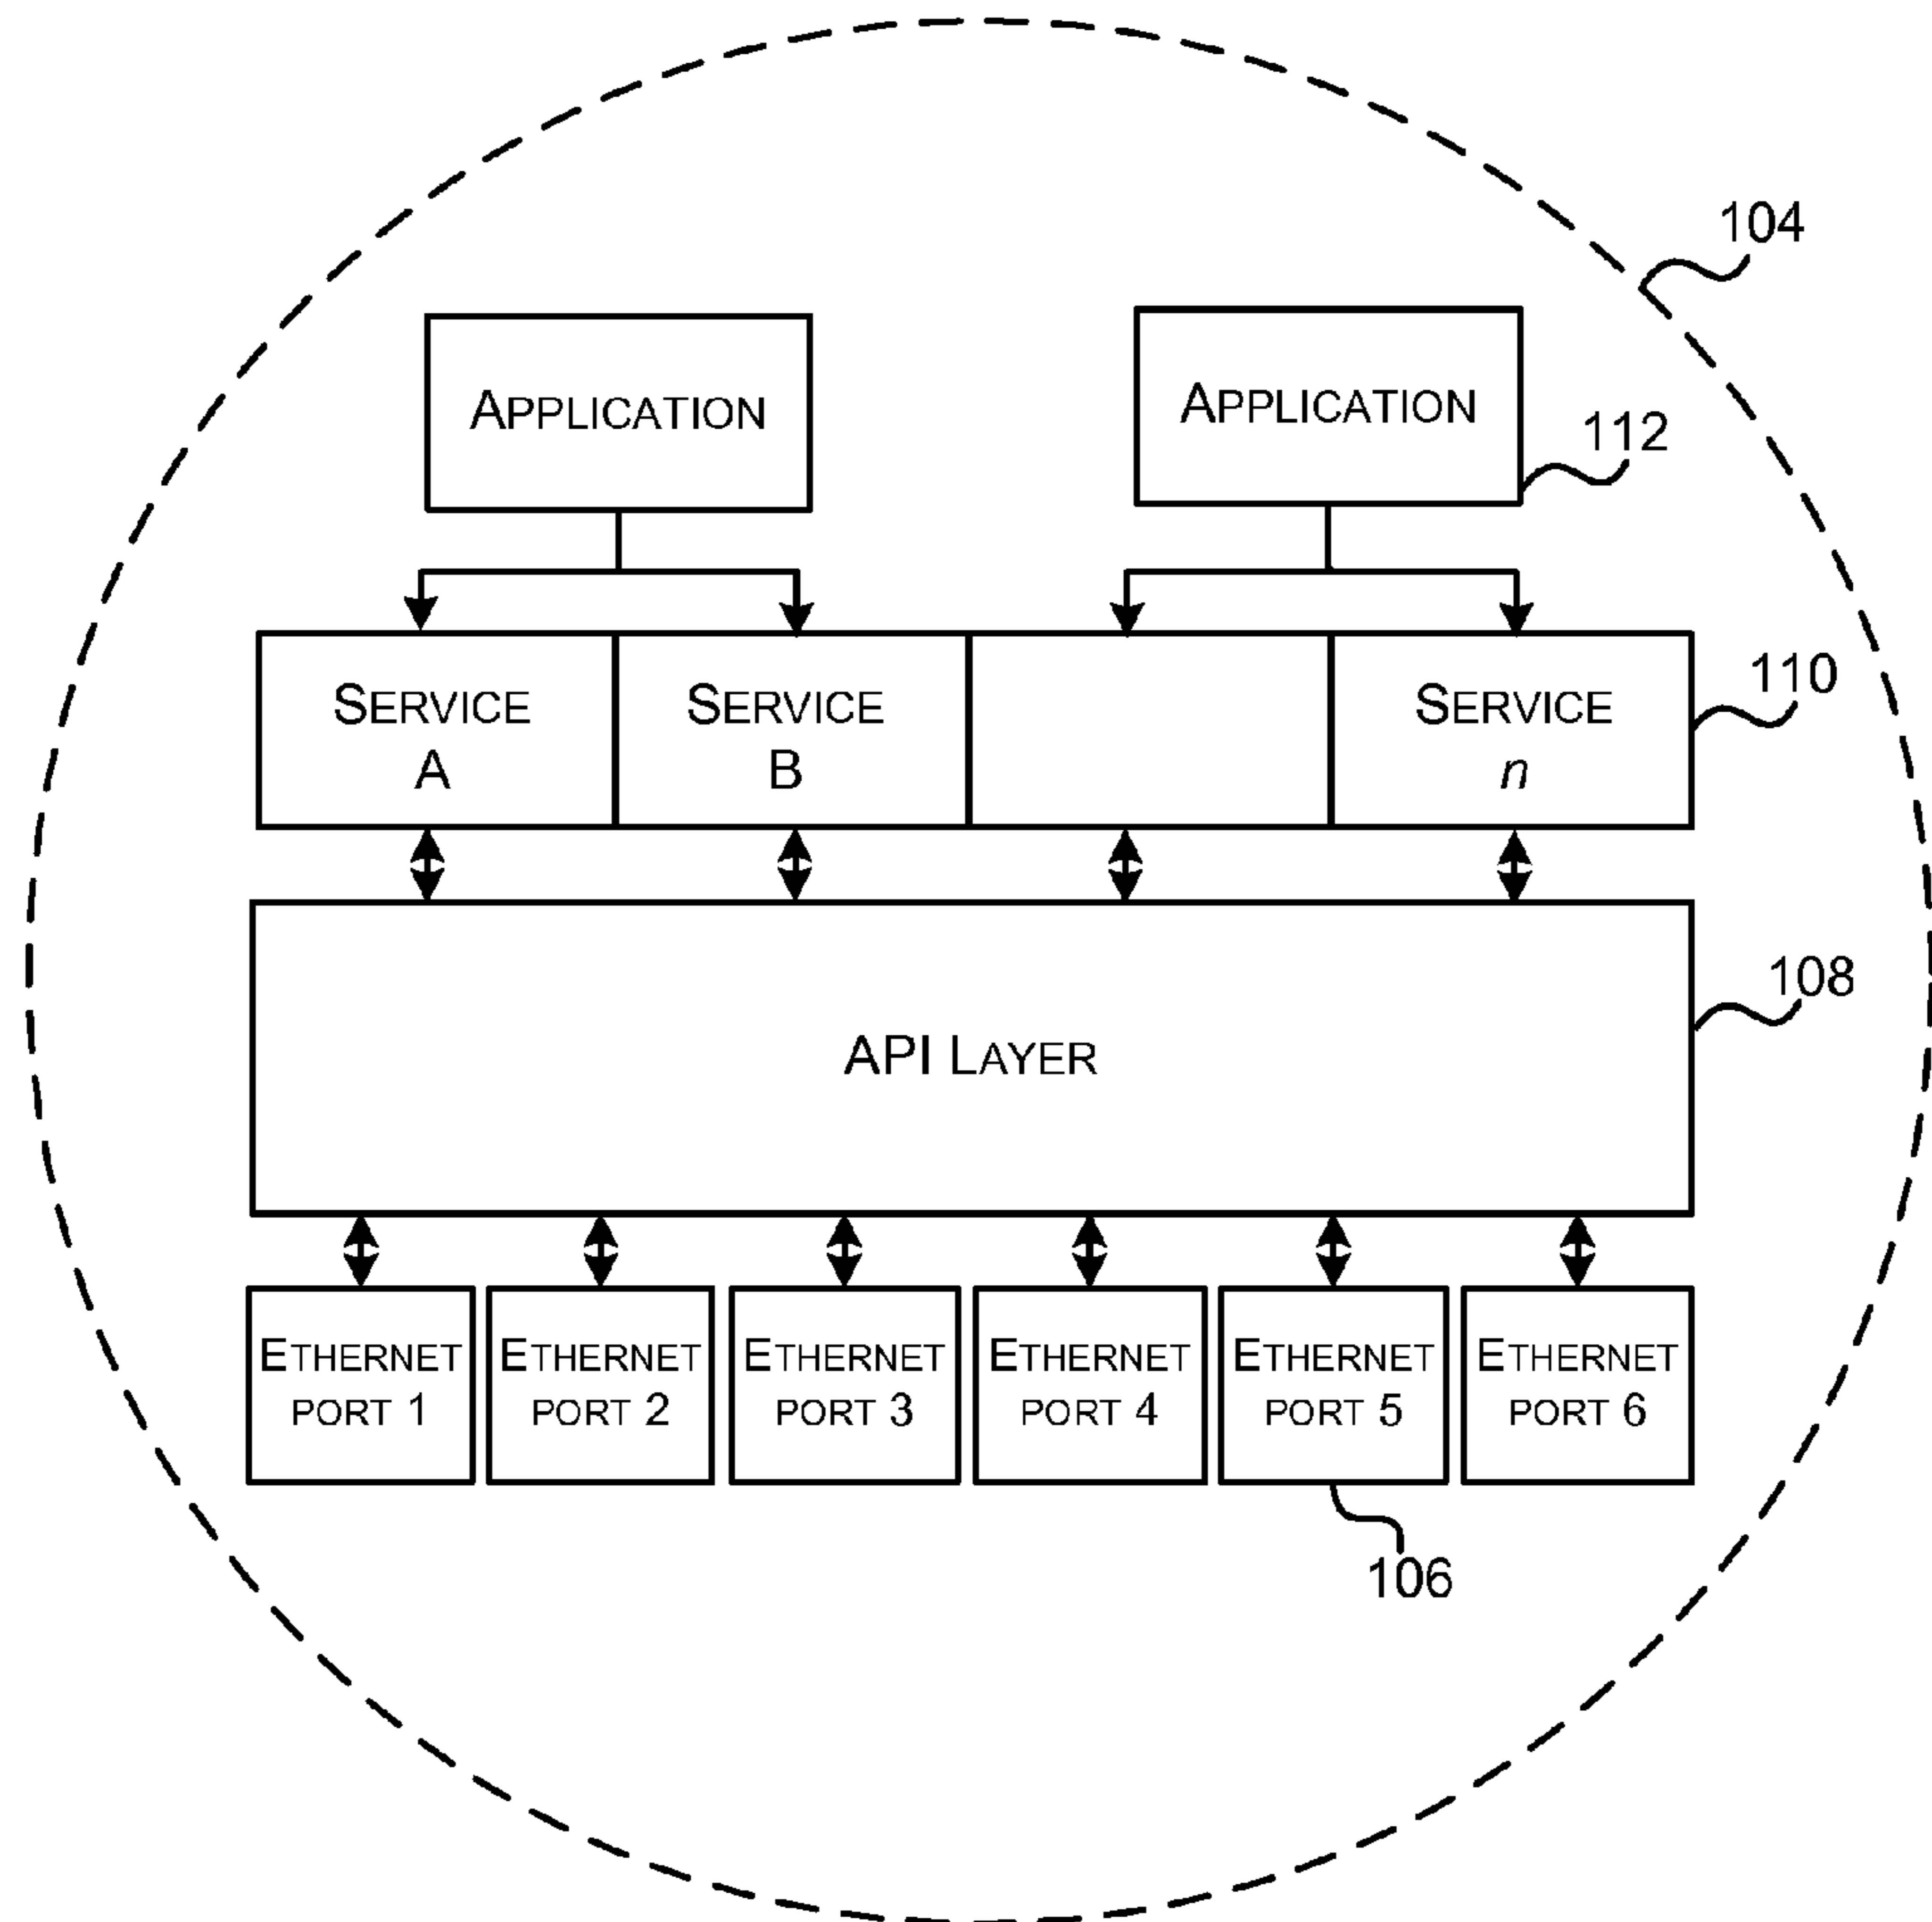 104
APPLICATION
APPLICATION
112
SERVICE
A
SERVICE
B
SERVICE
n
110
API LAYER
108
ETHERNET
PORT 1
ETHERNET
PORT 2
ETHERNET
PORT 3
ETHERNET
PORT 4
ETHERNET
PORT 5
ETHERNET
PORT 6
106